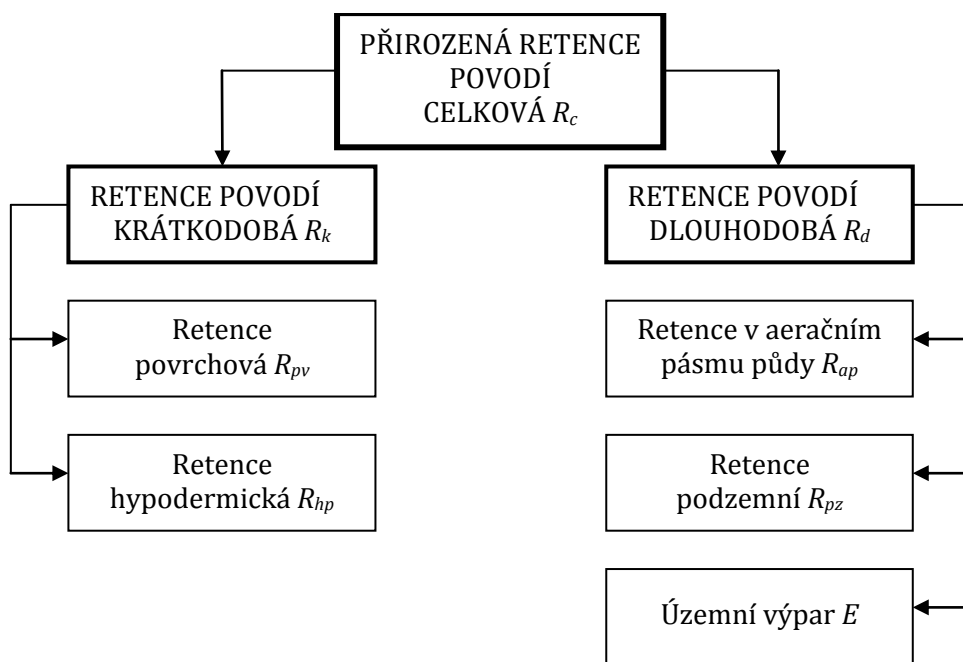 PŘIROZENÁ RETENCE
POVODÍ
CELKOVÁ Rc
RETENCE POVODÍ
KRÁTKODOBÁ Rk
RETENCE POVODÍ
DLOUHODOBÁ Rd
Retence
povrchová Rpv
Retence v aeračním
pásmu půdy Rap
Retence
hypodermická Rhp
Retence
podzemní Rpz
Územní výpar E